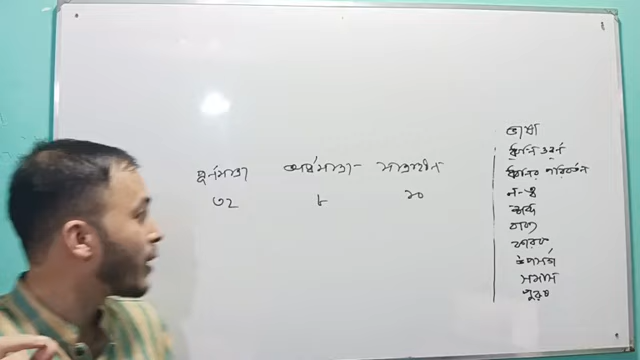 পূর্ণমাত্রা অর্ধমাত্রা- মাত্রাহীন
৩২ ৮ ১০
ভাষা
ধ্বনি ও বর্ণ
ধ্বনির পরিবর্তন
শব্দ
বাক্য
কারক
উপসর্গ
সমাস
পুরুষ